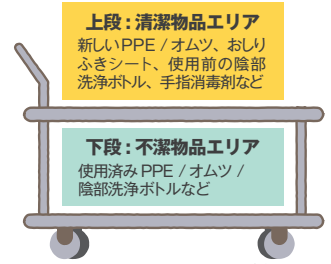 上段：清潔物品エリア
新しいPPE / オムツ、おしり
ふきシート、使用前の陰部
洗浄ボトル、手指消毒剤など
下段：不潔物品エリア
使用済み PPE / オムツ /
陰部洗浄ボトルなど